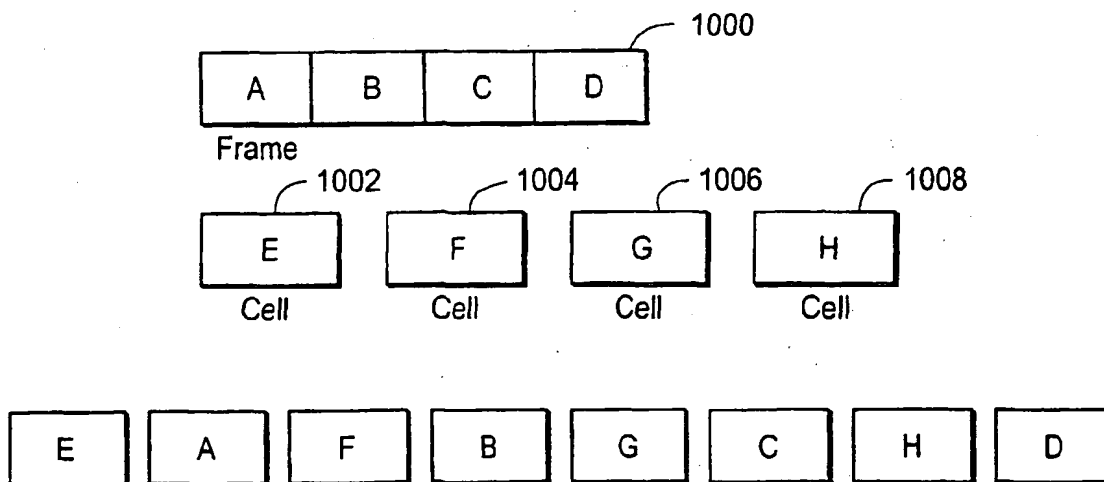 1000
A B C D
Frame
1002 1004 1006 1008
E F G H
Cell Cell Cell Cell
E A F B G C H D